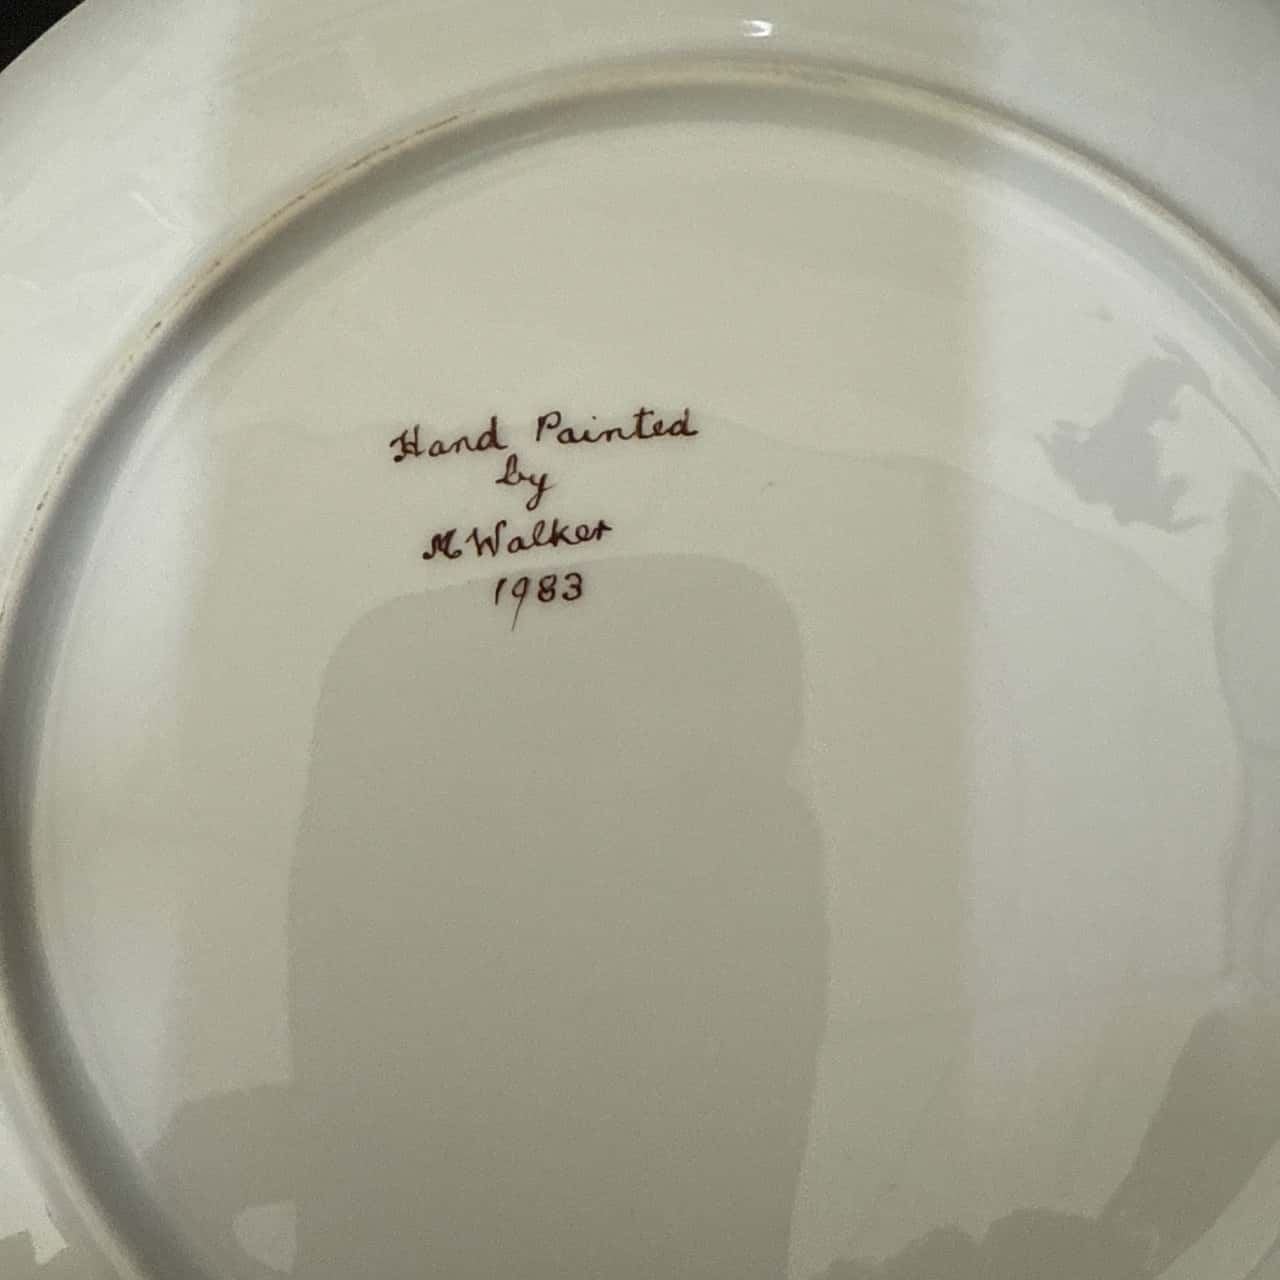 Hand Painted
by
M Walker
1983